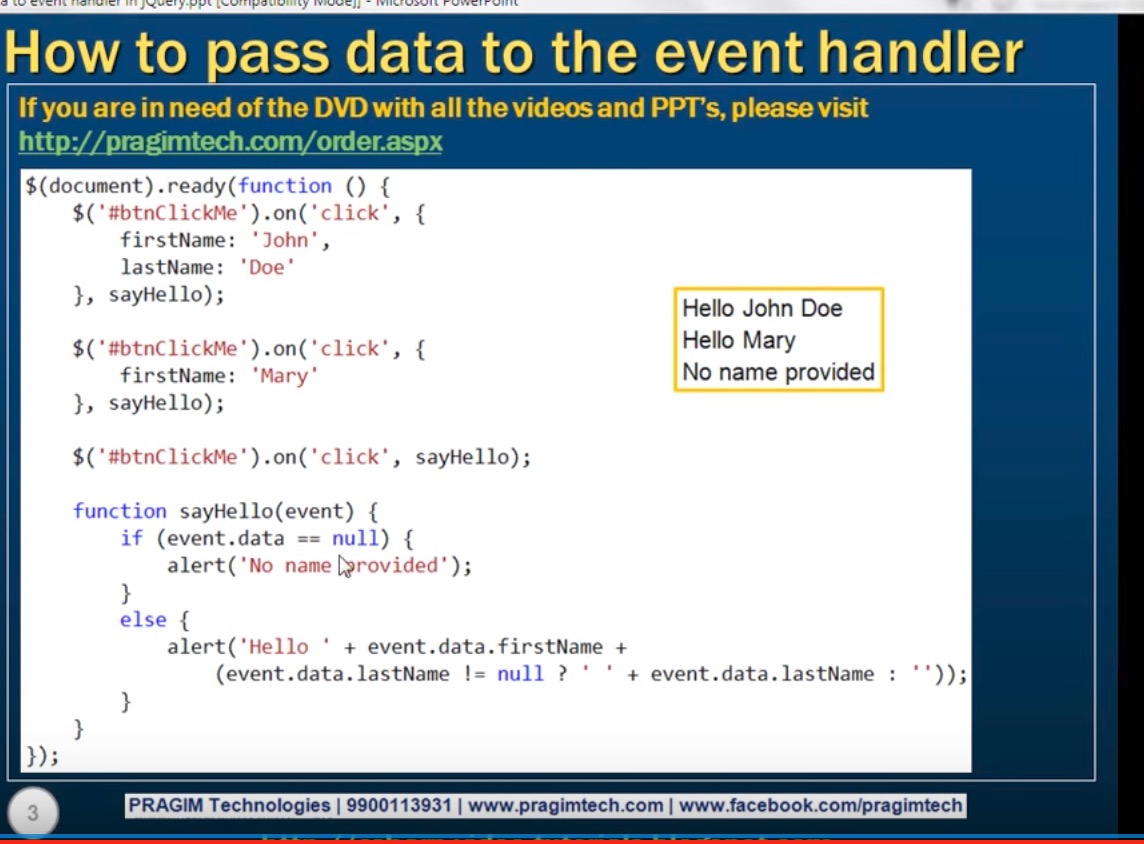 to event handler in jQuery.ppt [Compatibility Mode]] - Microsoft PowerPoint
How to pass data to the event handler
If you are in need of the DVD with all the videos and PPT's, please visit
http://pragimtech.com/order.aspx
$(document).ready(function () {
    $('#btnClickMe').on('click', {
        firstName: 'John',
        lastName: 'Doe'
    }, sayHello);
    $('#btnClickMe').on('click', {
        firstName: 'Mary'
    }, sayHello);
    $('#btnClickMe').on('click', sayHello);
    function sayHello(event) {
        if (event.data == null) {
            alert('No name provided');
        }
        else {
            alert('Hello ' + event.data.firstName +
                (event.data.lastName != null ? ' ' + event.data.lastName : ''));
        }
    }
});
Hello John Doe
Hello Mary
No name provided
3
PRAGIM Technologies | 9900113931 | www.pragimtech.com | www.facebook.com/pragimtech